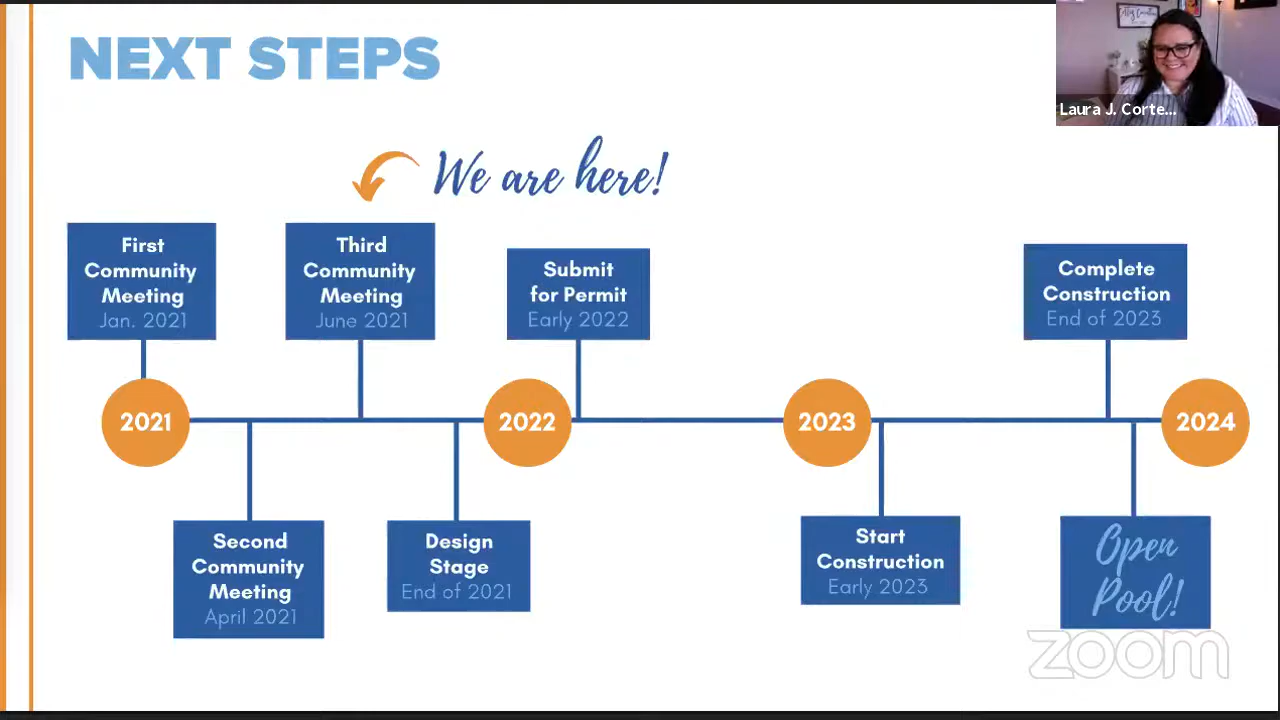 NEXT STEPS
Laura J. Corte...
We are here!
First
Community
Meeting
Jan. 2021
Third
Community
Meeting
June 2021
Submit
for Permit
Early 2022
Complete
Construction
End of 2023
2021
2022
2023
2024
Second
Community
Meeting
April 2021
Design
Stage
End of 2021
Start
Construction
Early 2023
Open
Pool!
zoom